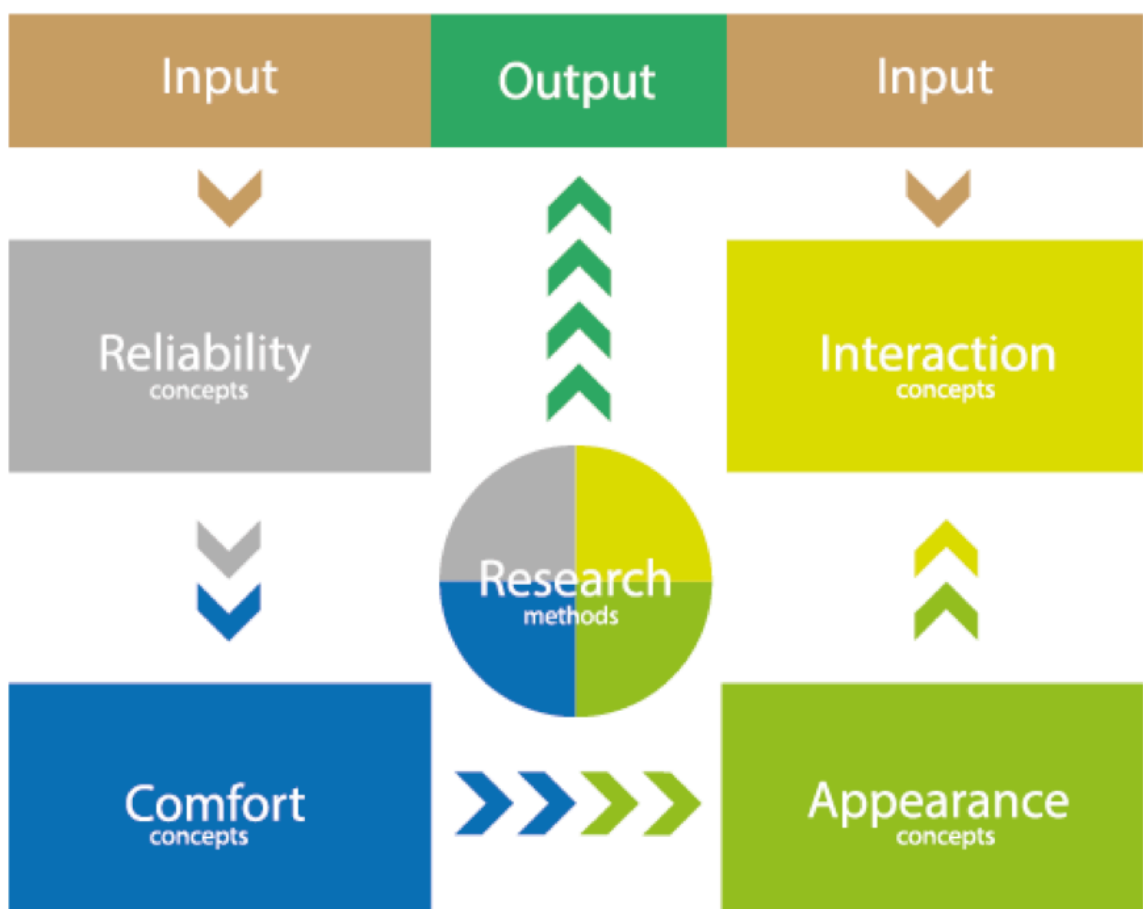 Input
Output
Input
Reliability
concepts
Interaction
concepts
Research
methods
Comfort
concepts
Appearance
concepts